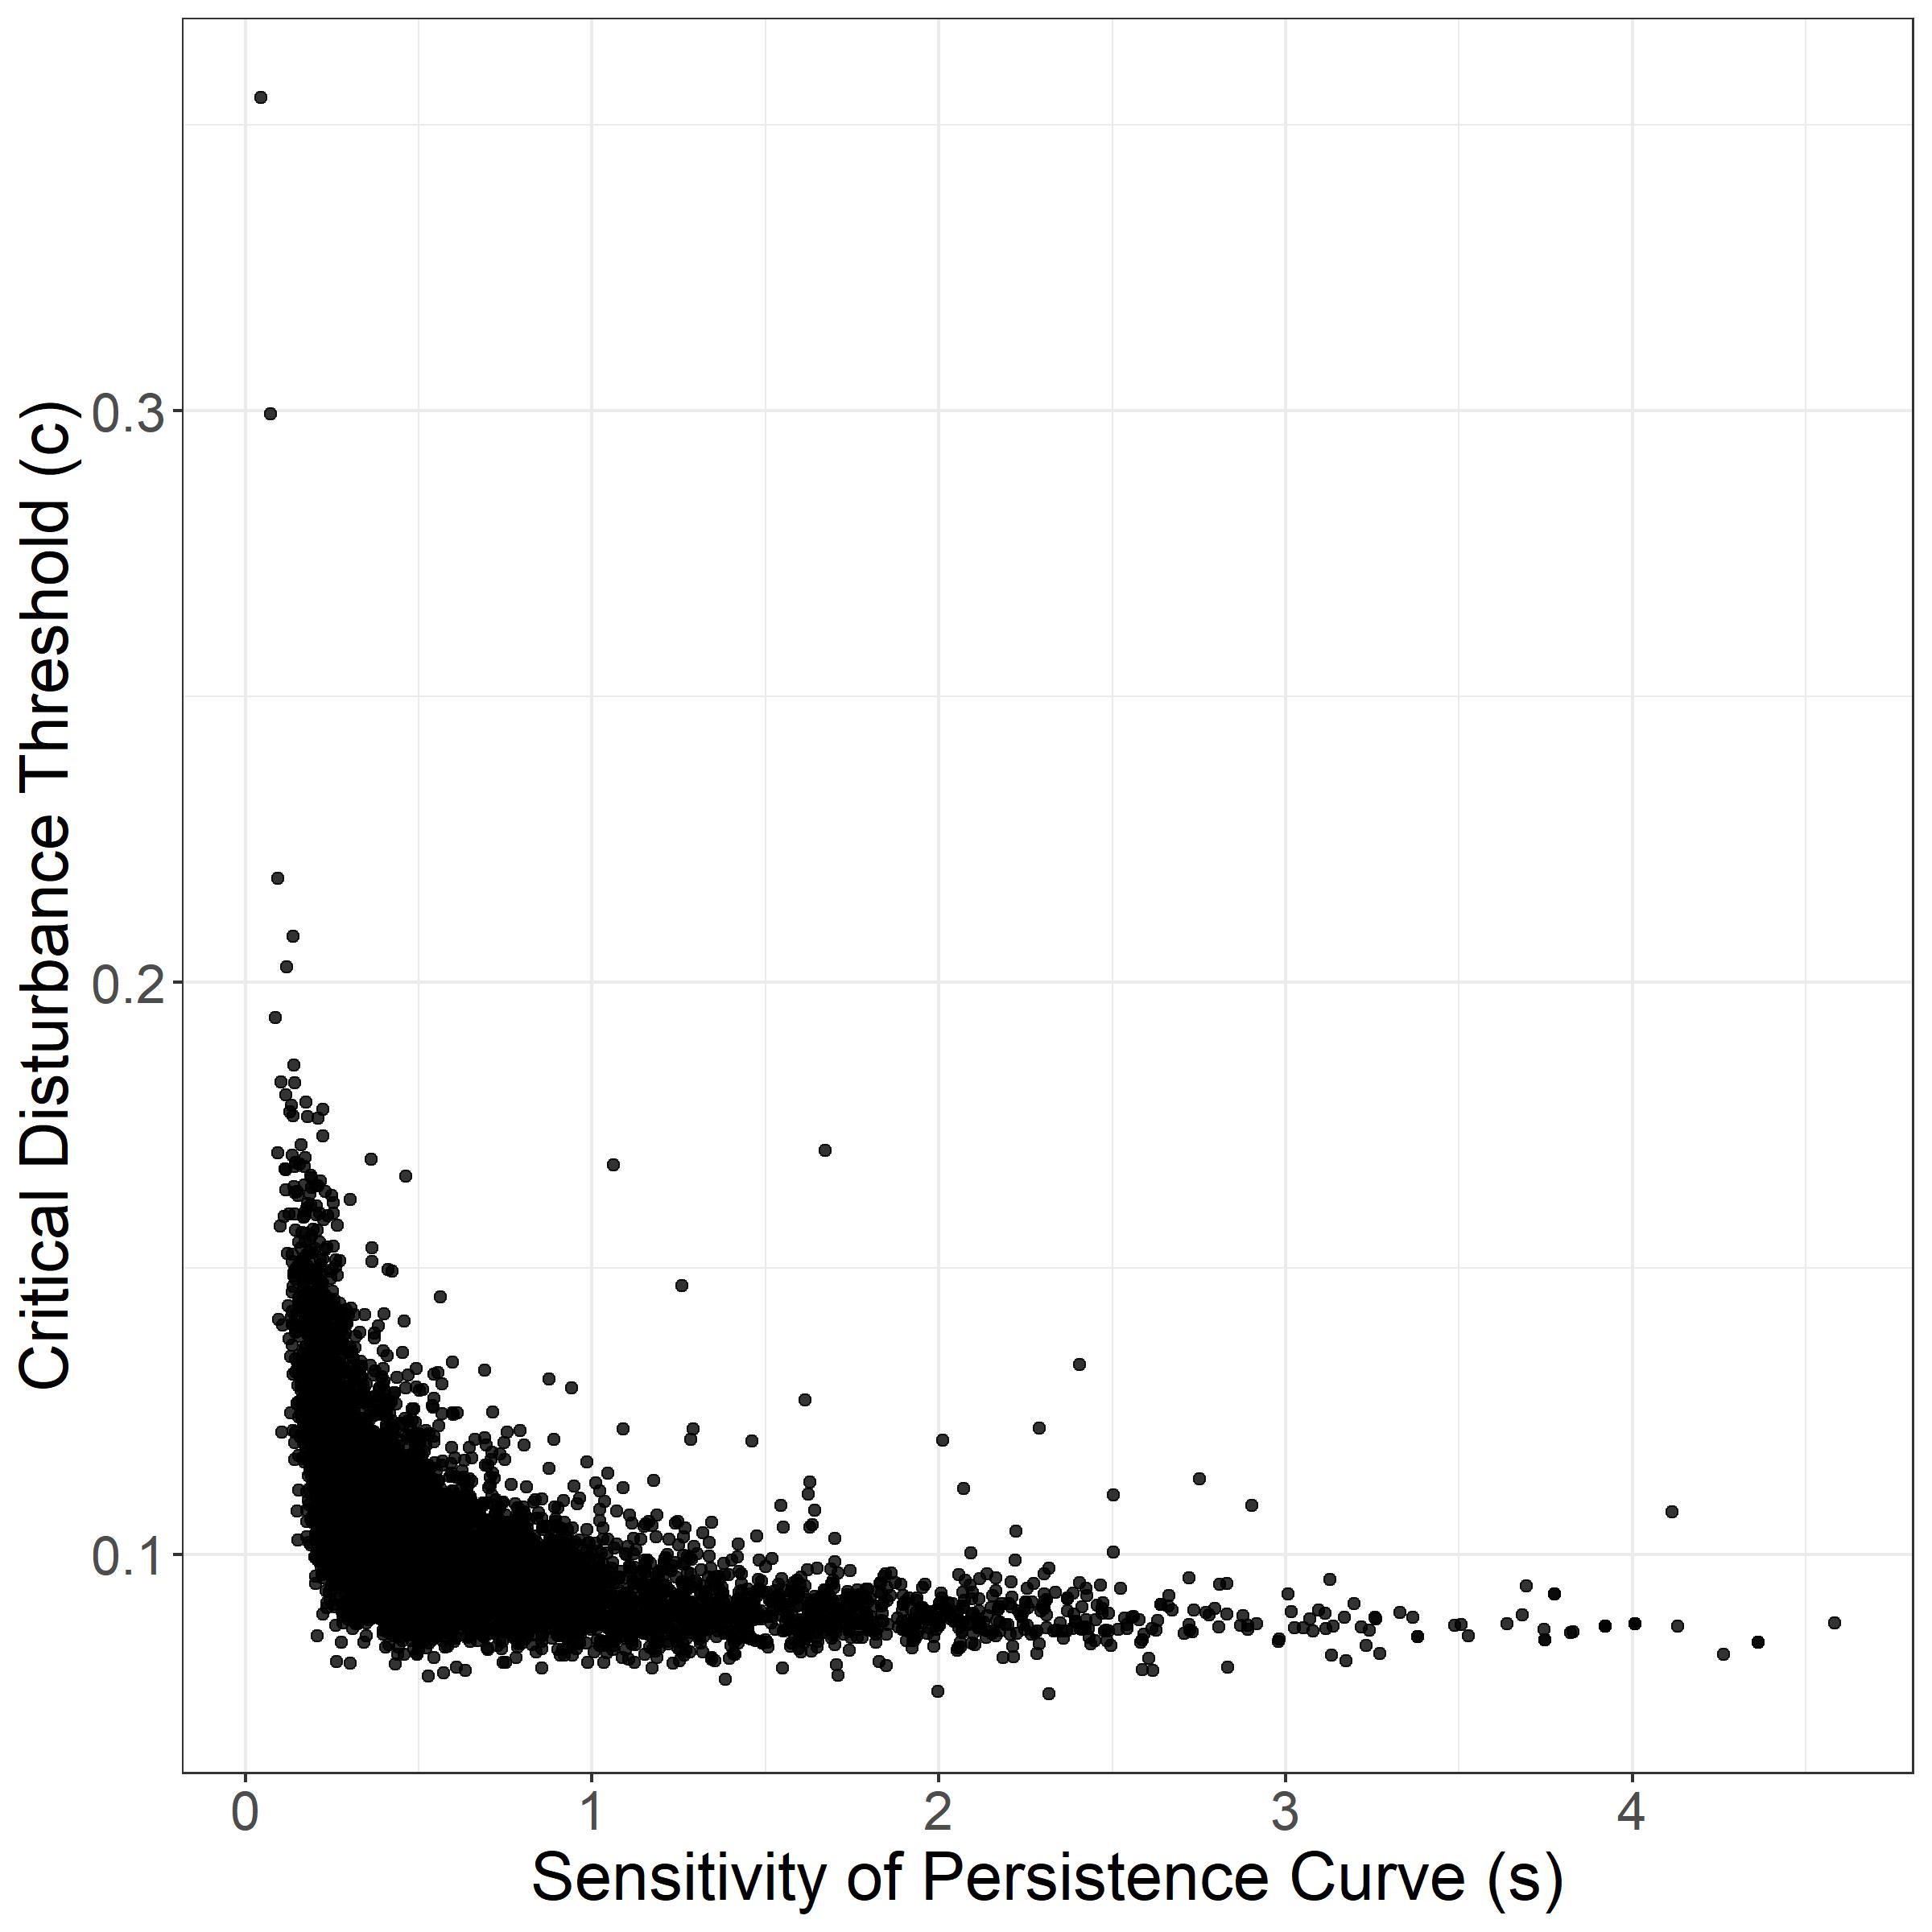 Critical Disturbance Threshold (c)
0.3
0.2
0.1
0 1 2 3 4
Sensitivity of Persistence Curve (s)